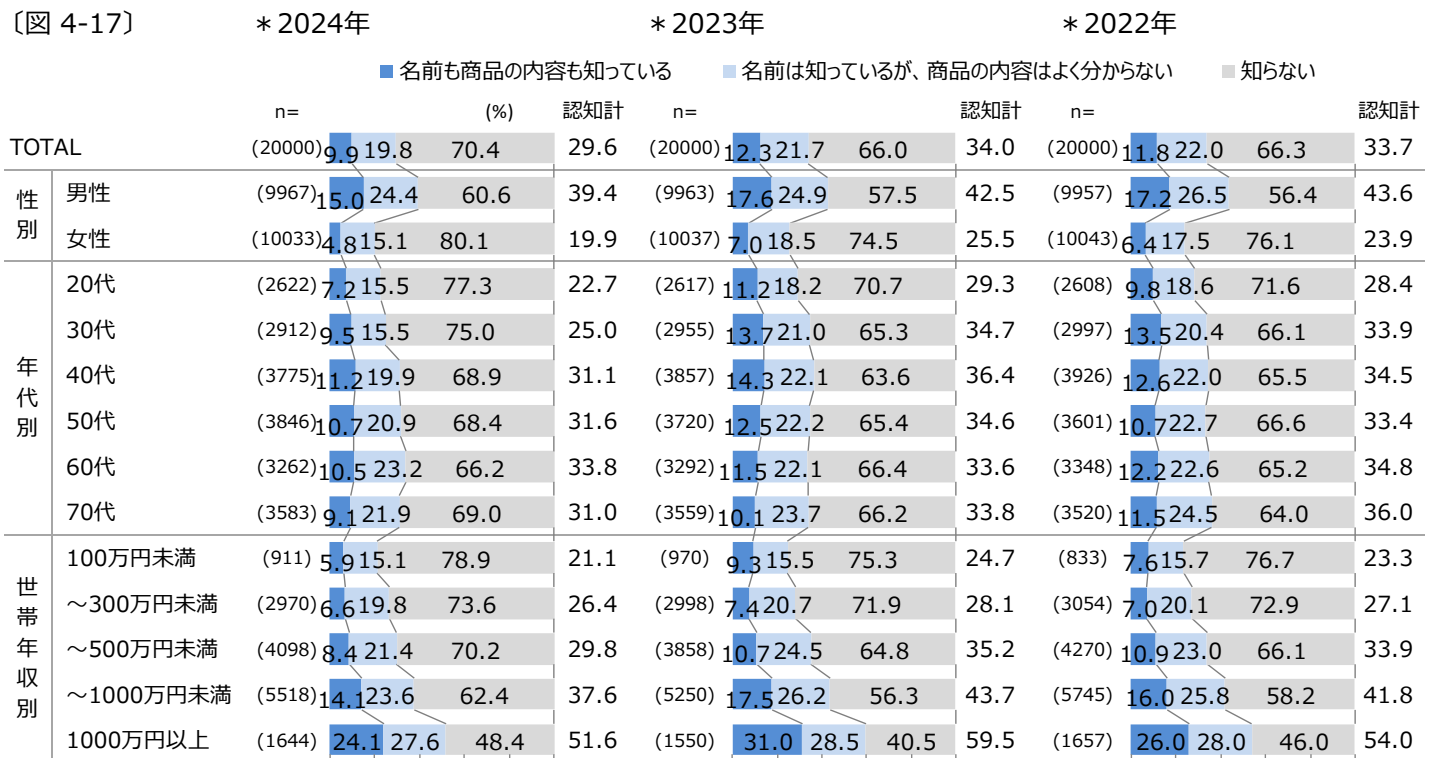 〔図 4-17〕 ＊2024年 ＊2023年 ＊2022年
■名前も商品の内容も知っている ■名前は知っているが、商品の内容はよく分からない ■知らない
n= (%) 認知計 n= 認知計 n= 認知計
TOTAL (20000) 9.9 19.8 70.4 29.6 (20000) 12.3 21.7 66.0 34.0 (20000) 11.8 22.0 66.3 33.7
性別
男性 (9967) 15.0 24.4 60.6 39.4 (9963) 17.6 24.9 57.5 42.5 (9957) 17.2 26.5 56.4 43.6
女性 (10033) 4.8 15.1 80.1 19.9 (10037) 7.0 18.5 74.5 25.5 (10043) 6.4 17.5 76.1 23.9
年代別
20代 (2622) 7.2 15.5 77.3 22.7 (2617) 11.2 18.2 70.7 29.3 (2608) 9.8 18.6 71.6 28.4
30代 (2912) 9.5 15.5 75.0 25.0 (2955) 13.7 21.0 65.3 34.7 (2997) 13.5 20.4 66.1 33.9
40代 (3775) 11.2 19.9 68.9 31.1 (3857) 14.3 22.1 63.6 36.4 (3926) 12.6 22.0 65.5 34.5
50代 (3846) 10.7 20.9 68.4 31.6 (3720) 12.5 22.2 65.4 34.6 (3601) 10.7 22.7 66.6 33.4
60代 (3262) 10.5 23.2 66.2 33.8 (3292) 11.5 22.1 66.4 33.6 (3348) 12.2 22.6 65.2 34.8
70代 (3583) 9.1 21.9 69.0 31.0 (3559) 10.1 23.7 66.2 33.8 (3520) 11.5 24.5 64.0 36.0
世帯年収別
100万円未満 (911) 5.9 15.1 78.9 21.1 (970) 9.3 15.5 75.3 24.7 (833) 7.6 15.7 76.7 23.3
～300万円未満 (2970) 6.6 19.8 73.6 26.4 (2998) 7.4 20.7 71.9 28.1 (3054) 7.0 20.1 72.9 27.1
～500万円未満 (4098) 8.4 21.4 70.2 29.8 (3858) 10.7 24.5 64.8 35.2 (4270) 10.9 23.0 66.1 33.9
～1000万円未満 (5518) 14.1 23.6 62.4 37.6 (5250) 17.5 26.2 56.3 43.7 (5745) 16.0 25.8 58.2 41.8
1000万円以上 (1644) 24.1 27.6 48.4 51.6 (1550) 31.0 28.5 40.5 59.5 (1657) 26.0 28.0 46.0 54.0